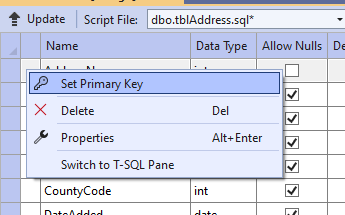 Update Script File: dbo.tblAddress.sql*
Name Data Type Allow Nulls
Set Primary Key
Delete Del
Properties Alt+Enter
Switch to T-SQL Pane
CountyCode int
DateAdded date